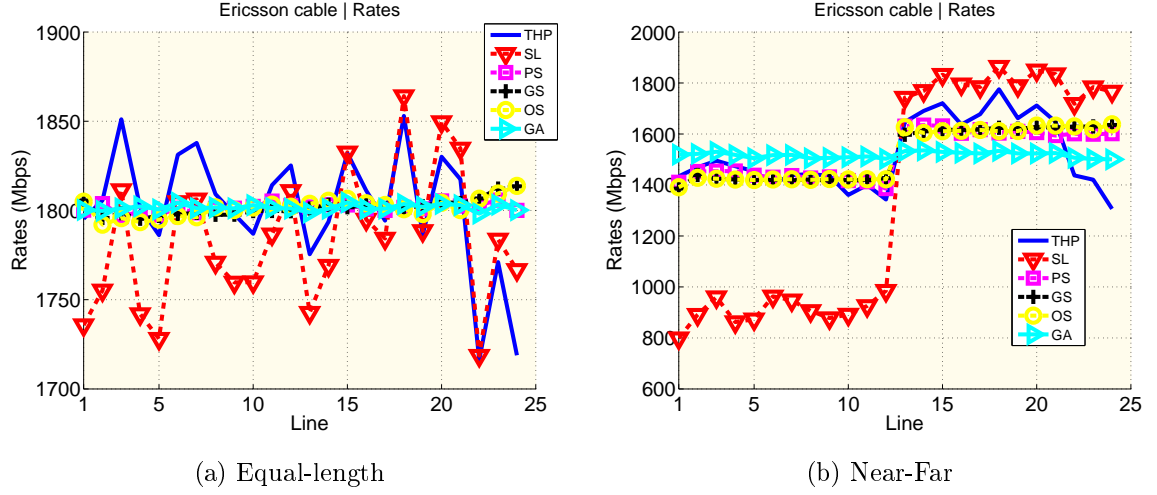 Ericsson cable | Rates
1900
1850
1800
1750
1700
Rates (Mbps)
1 5 10 15 20 25
Line
THP
SL
PS
GS
OS
GA
(a) Equal-length
Ericsson cable | Rates
2000
1800
1600
1400
1200
1000
800
600
Rates (Mbps)
1 5 10 15 20 25
Line
THP
SL
PS
GS
OS
GA
(b) Near-Far